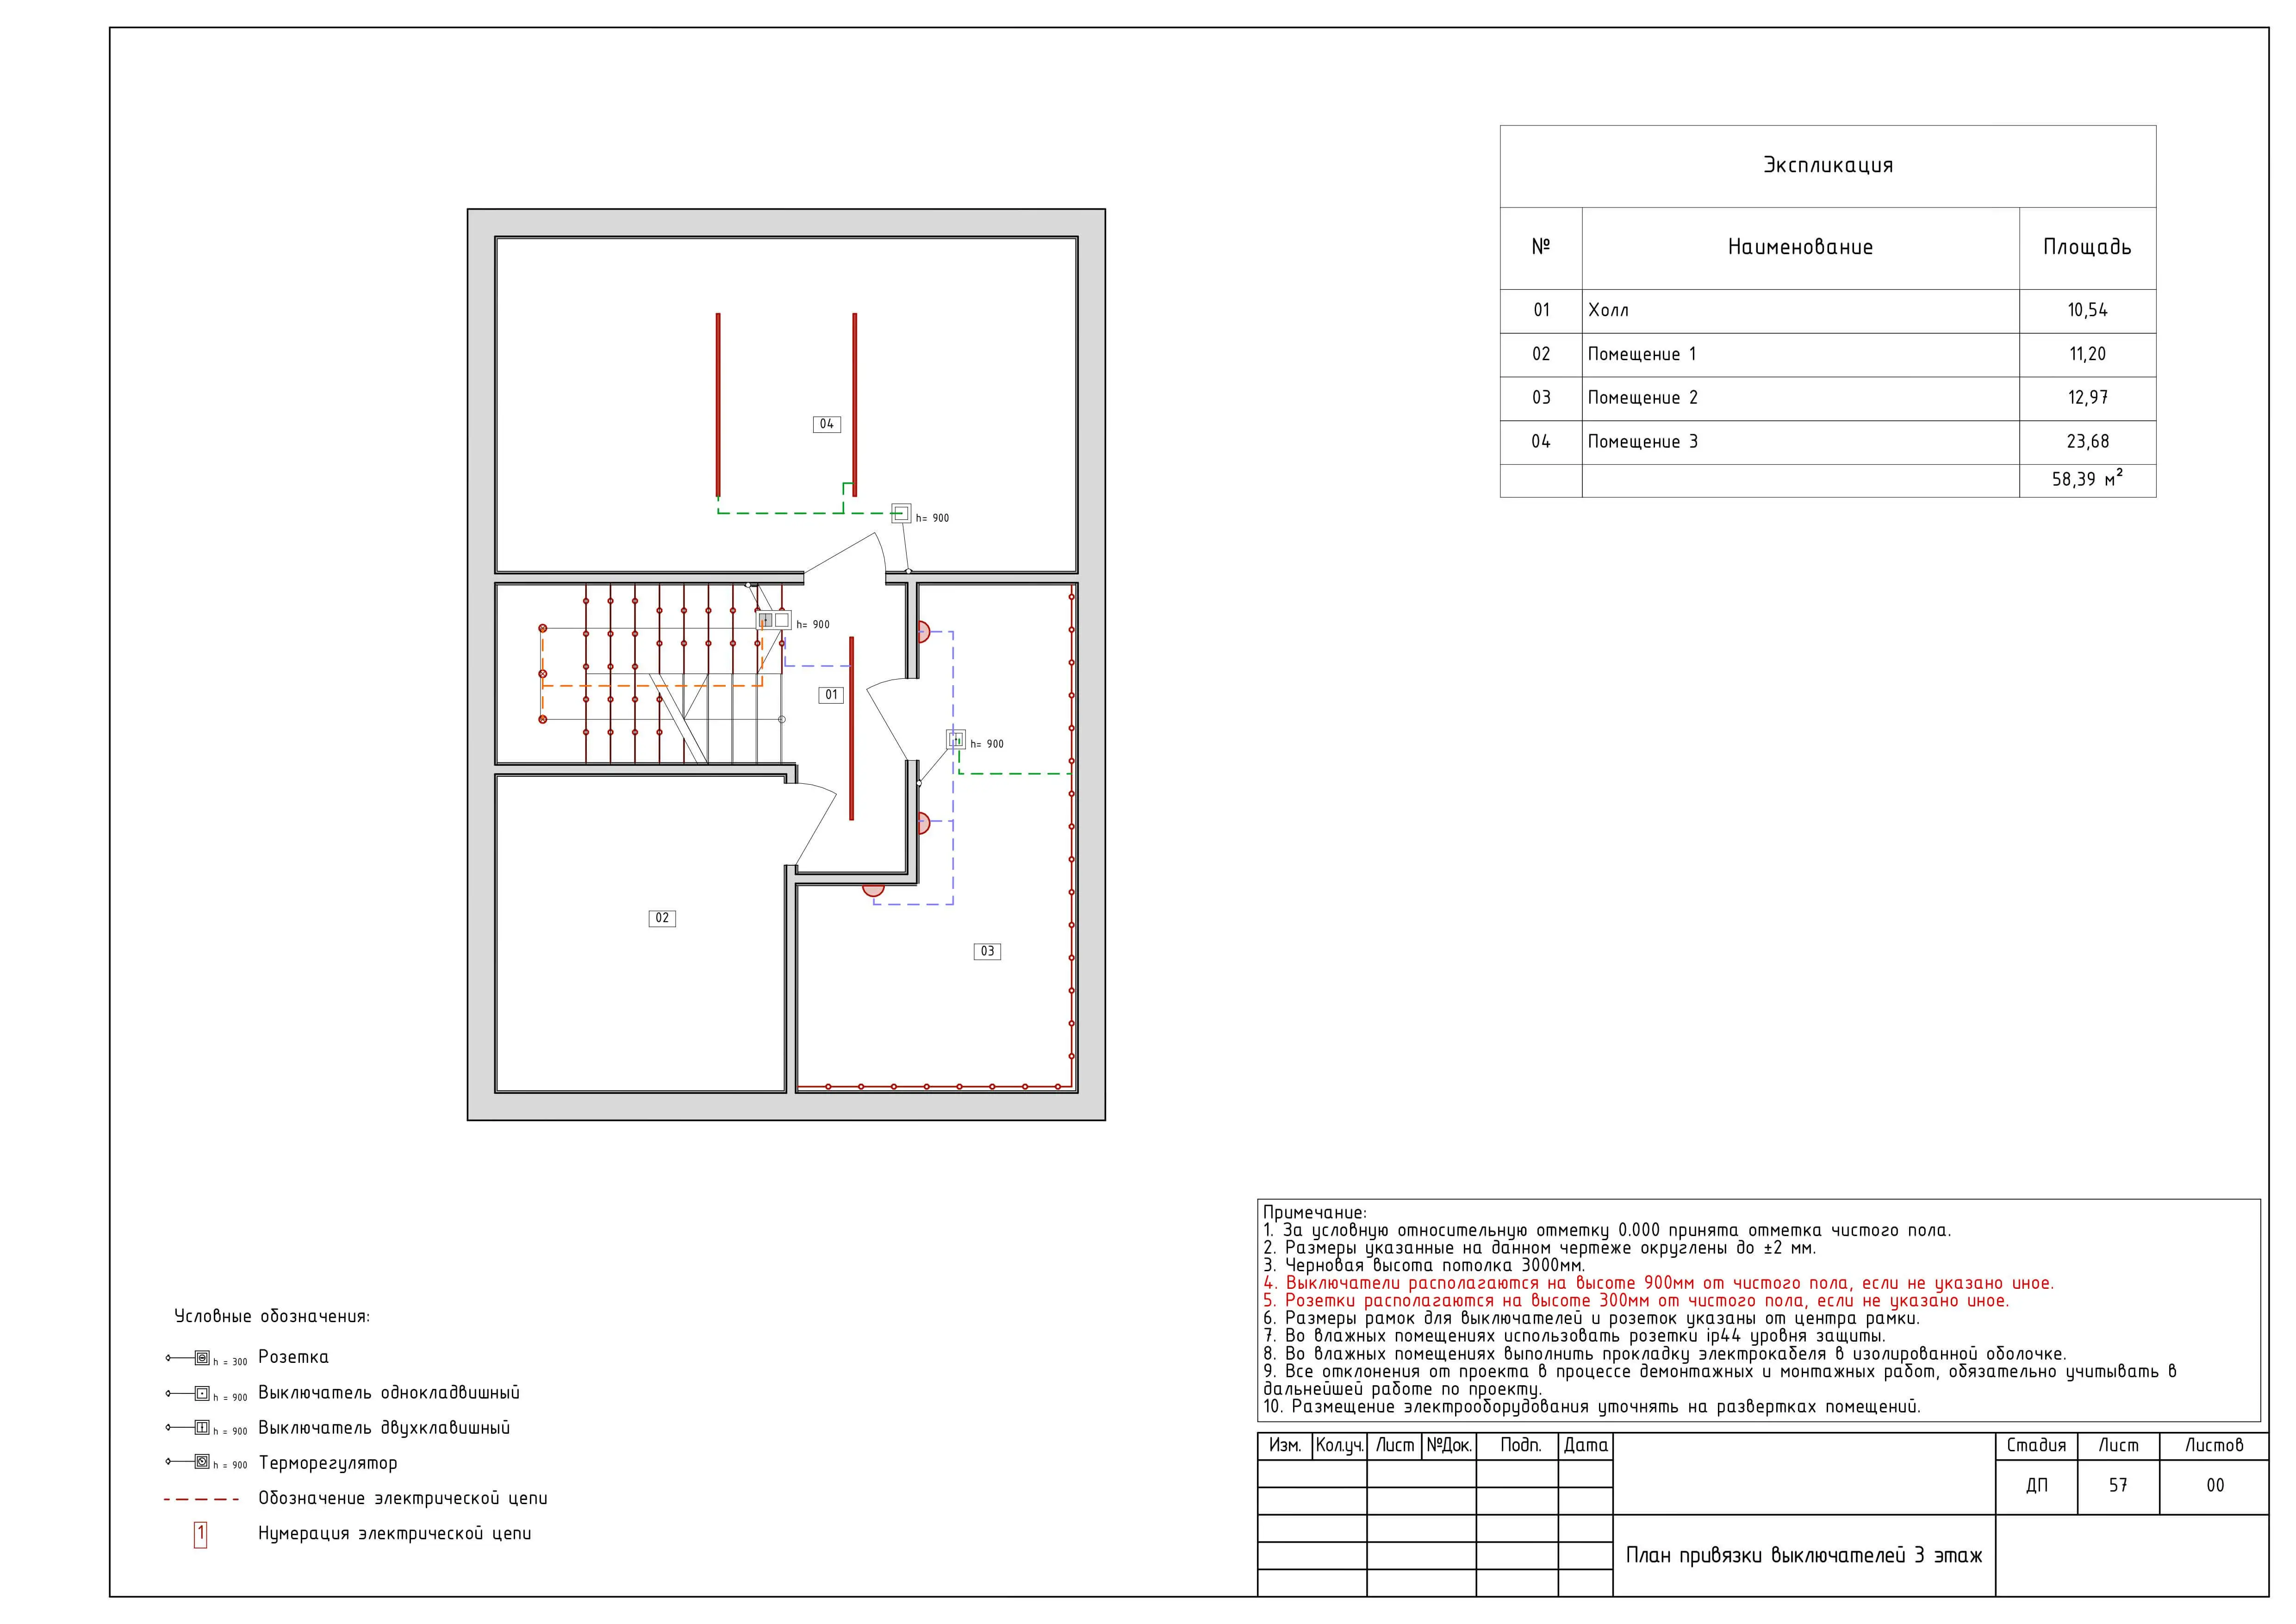 Экспликация
№ Наименование Площадь
01 Холл 10,54
02 Помещение 1 11,20
03 Помещение 2 12,97
04 Помещение 3 23,68
58,39 м²
04
h= 900
h= 900
01
h= 900
02
03
Условные обозначения:
h = 300 Розетка
h = 900 Выключатель однокладвишный
h = 900 Выключатель двухклавишный
h = 900 Терморегулятор
Обозначение электрической цепи
1 Нумерация электрической цепи
Примечание:
1. За условную относительную отметку 0.000 принята отметка чистого пола.
2. Размеры указанные на данном чертеже округлены до ±2 мм.
3. Черновая высота потолка 3000мм.
4. Выключатели располагаются на высоте 900мм от чистого пола, если не указано иное.
5. Розетки располагаются на высоте 300мм от чистого пола, если не указано иное.
6. Размеры рамок для выключателей и розеток указаны от центра рамки.
7. Во влажных помещениях использовать розетки ip44 уровня защиты.
8. Во влажных помещениях выполнить прокладку электрокабеля в изолированной оболочке.
9. Все отклонения от проекта в процессе демонтажных и монтажных работ, обязательно учитывать в
дальнейшей работе по проекту.
10. Размещение электрооборудования уточнять на развертках помещений.
Изм. Кол.уч. Лист №Док. Подп. Дата Стадия Лист Листов
ДП 57 00
План привязки выключателей 3 этаж